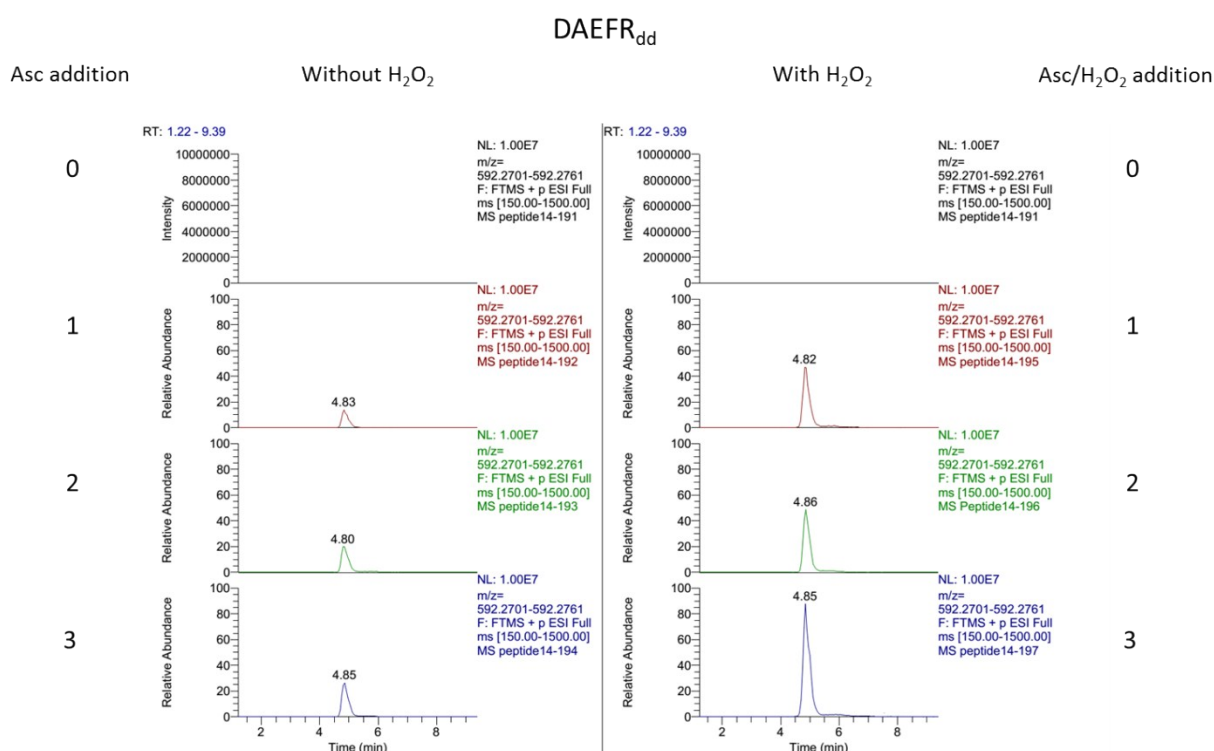 DAEFRdd
Asc addition
Without H2O2
With H2O2
Asc/H2O2 addition
0
RT: 1.22 - 9.39
10000000
8000000
6000000
4000000
2000000
0
Intensity
NL: 1.00E7
m/z=
592.2701-592.2761
F: FTMS + p ESI Full
ms [150.00-1500.00]
MS peptide14-191
RT: 1.22 - 9.39
10000000
8000000
6000000
4000000
2000000
0
Intensity
NL: 1.00E7
m/z=
592.2701-592.2761
F: FTMS + p ESI Full
ms [150.00-1500.00]
MS peptide14-191
0
1
100
80
60
40
20
0
Relative Abundance
4.83
NL: 1.00E7
m/z=
592.2701-592.2761
F: FTMS + p ESI Full
ms [150.00-1500.00]
MS peptide14-192
100
80
60
40
20
0
Relative Abundance
4.82
NL: 1.00E7
m/z=
592.2701-592.2761
F: FTMS + p ESI Full
ms [150.00-1500.00]
MS peptide14-195
1
2
100
80
60
40
20
0
Relative Abundance
4.80
NL: 1.00E7
m/z=
592.2701-592.2761
F: FTMS + p ESI Full
ms [150.00-1500.00]
MS peptide14-193
100
80
60
40
20
0
Relative Abundance
4.86
NL: 1.00E7
m/z=
592.2701-592.2761
F: FTMS + p ESI Full
ms [150.00-1500.00]
MS Peptide14-196
2
3
100
80
60
40
20
0
Relative Abundance
4.85
NL: 1.00E7
m/z=
592.2701-592.2761
F: FTMS + p ESI Full
ms [150.00-1500.00]
MS peptide14-194
2 4 6 8
Time (min)
100
80
60
40
20
0
Relative Abundance
4.85
NL: 1.00E7
m/z=
592.2701-592.2761
F: FTMS + p ESI Full
ms [150.00-1500.00]
MS peptide14-197
2 4 6 8
Time (min)
3